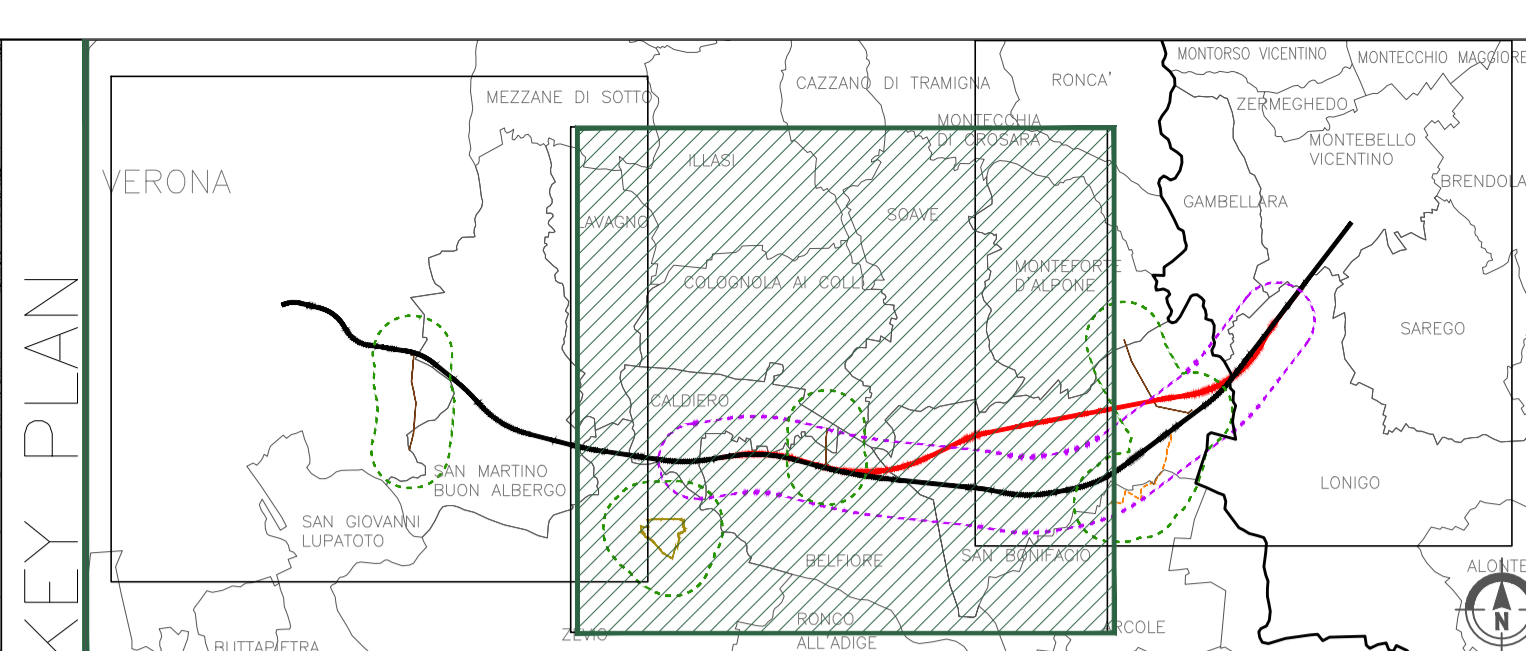 KEY PLAN
MONTORSO VICENTINO
MONTECCHIO MAGGIORE
CAZZANO DI TRAMIGNA
RONCA'
MEZZANE DI SOTTO
ZERMEGHEDO
MONTECCHIA
DI CROSARA
MONTEBELLO
VICENTINO
ILLASI
VERONA
BRENDOLA
GAMBELLARA
LAVAGNO
SOAVE
MONTEFORTE
D'ALPONE
COLOGNOLA AI COLLI
SAREGO
CALDIERO
SAN MARTINO
BUON ALBERGO
LONIGO
SAN GIOVANNI
LUPATOTO
BELFIORE
SAN BONIFACIO
ALONTE
N
RONCO
ALL'ADIGE
ARCOLE
ZEVIO
BUTTAPIETRA